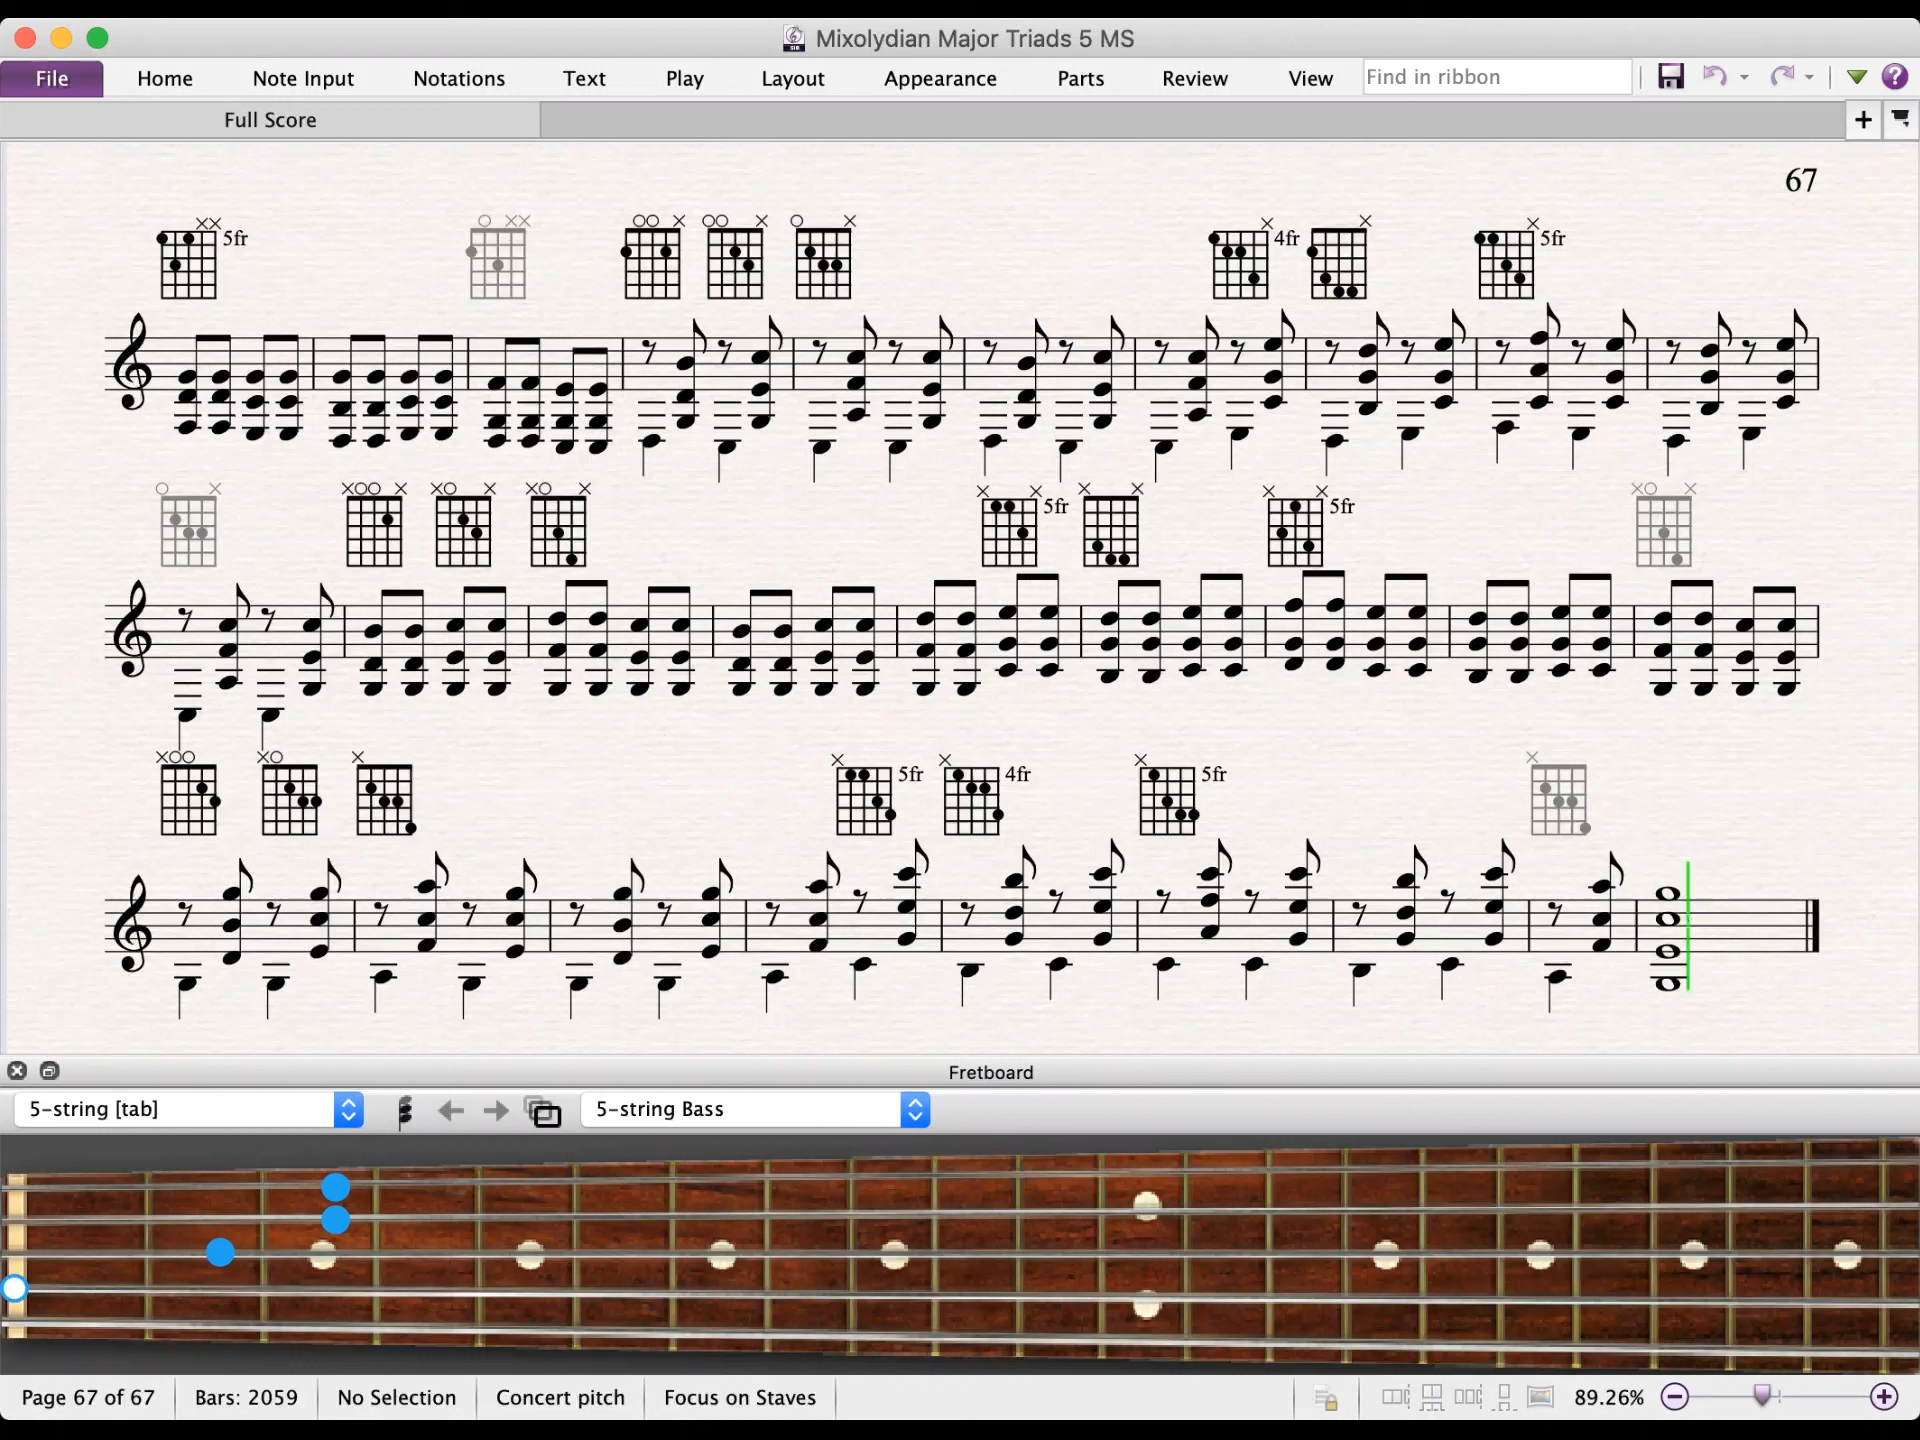 Mixolydian Major Triads 5 MS
File Home Note Input Notations Text Play Layout Appearance Parts Review View Find in ribbon
Full Score
67
5fr 4fr 5fr
5fr 5fr
5fr 4fr 5fr
Fretboard
5-string [tab] 5-string Bass
Page 67 of 67 Bars: 2059 No Selection Concert pitch Focus on Staves 89.26%